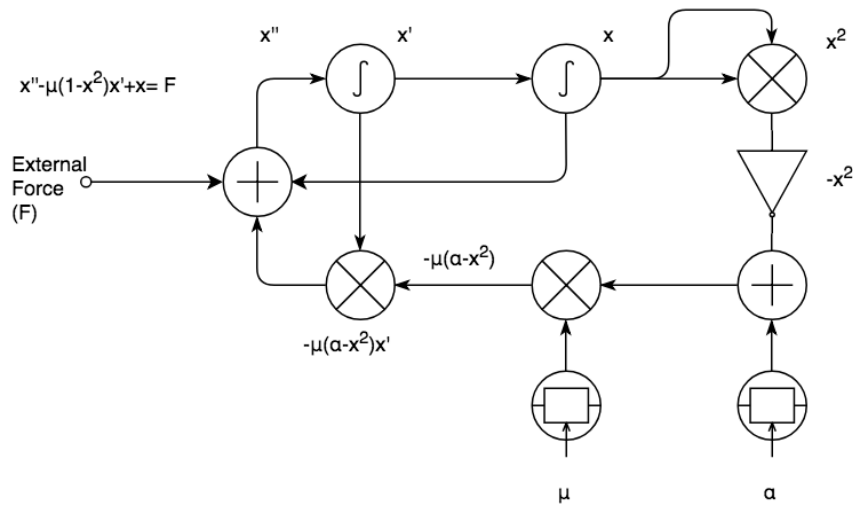 x"
x'
x
x²
x"-μ(1-x²)x'+x= F
External
Force
(F)
-x²
-μ(α-x²)
-μ(α-x²)x'
μ
α